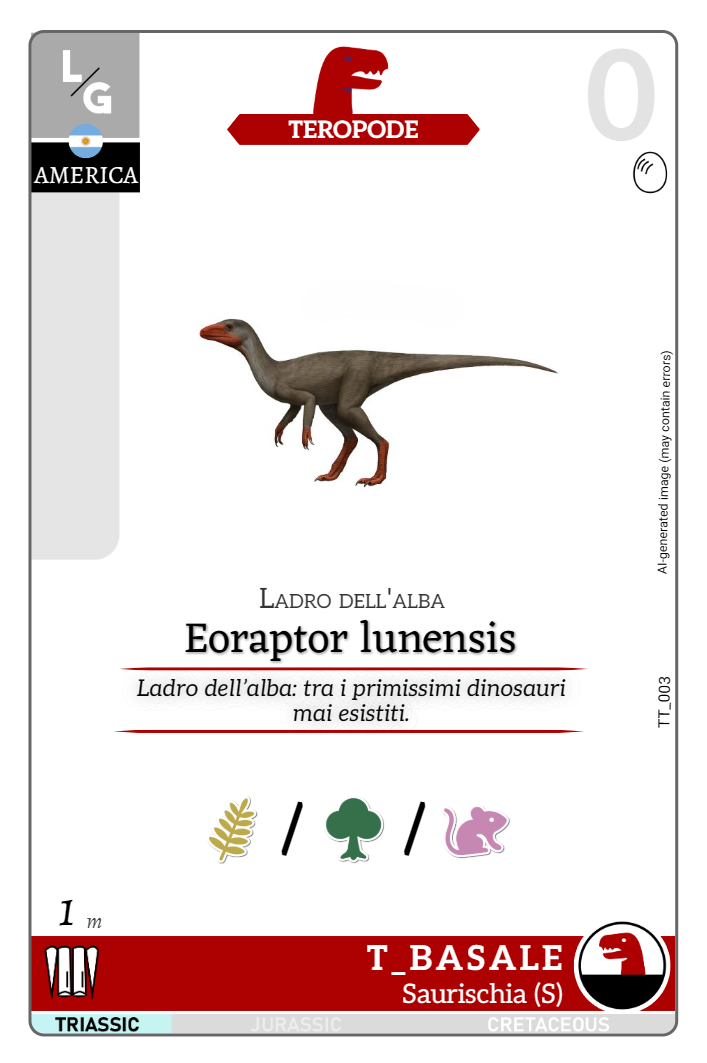 L/G
AMERICA
TEROPODE
0
AI-generated image (may contain errors)
TT_003
Ladro dell'alba
Eoraptor lunensis
Ladro dell’alba: tra i primissimi dinosauri
mai esistiti.
/ /
1 m
T_BASALE
Saurischia (S)
TRIASSIC JURASSIC CRETACEOUS